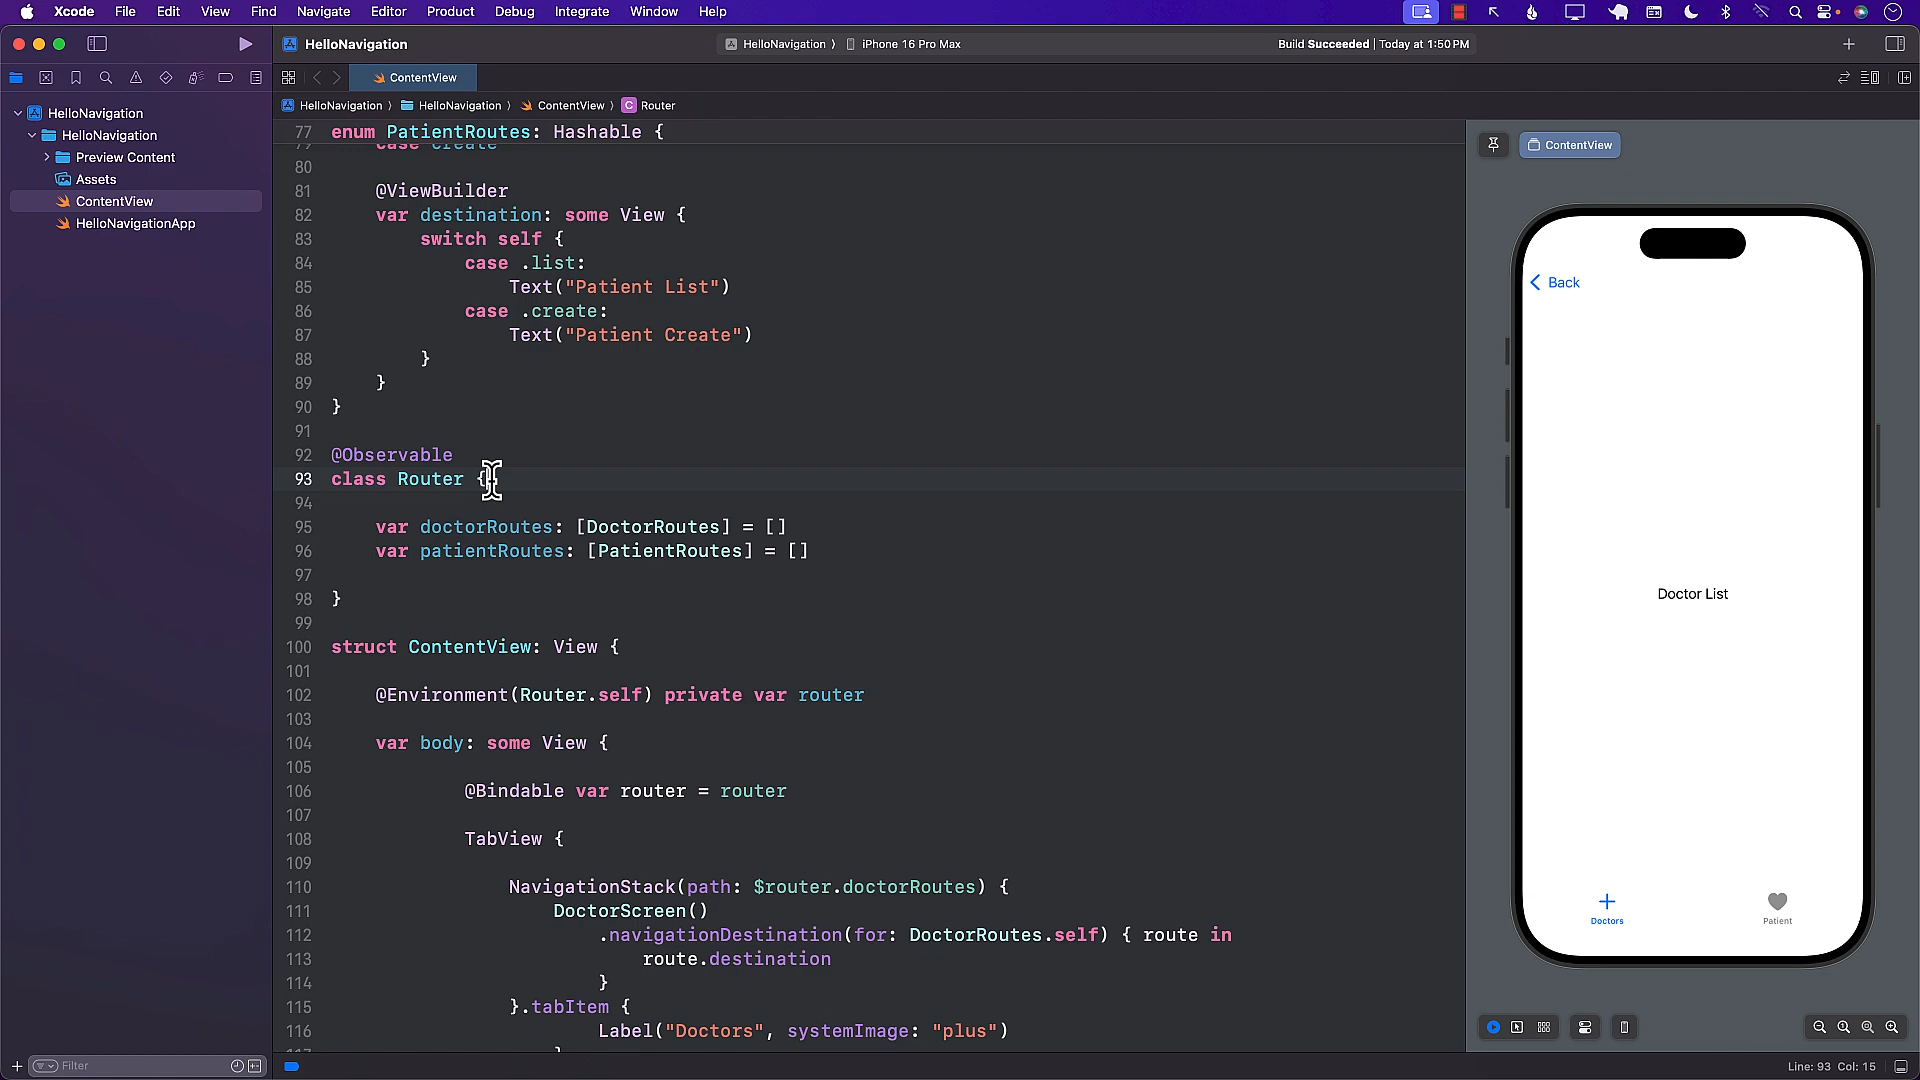 Xcode File Edit View Find Navigate Editor Product Debug Integrate Window Help
HelloNavigation
HelloNavigation ⟩ iPhone 16 Pro Max
Build Succeeded | Today at 1:50 PM
ContentView
HelloNavigation ⟩ HelloNavigation ⟩ ContentView ⟩ C Router
HelloNavigation
HelloNavigation
Preview Content
Assets
ContentView
HelloNavigationApp
77 enum PatientRoutes: Hashable {
79 case create
80
81 @ViewBuilder
82 var destination: some View {
83 switch self {
84 case .list:
85 Text("Patient List")
86 case .create:
87 Text("Patient Create")
88 }
89 }
90 }
91
92 @Observable
93 class Router {
94
95 var doctorRoutes: [DoctorRoutes] = []
96 var patientRoutes: [PatientRoutes] = []
97
98 }
99
100 struct ContentView: View {
101
102 @Environment(Router.self) private var router
103
104 var body: some View {
105
106 @Bindable var router = router
107
108 TabView {
109
110 NavigationStack(path: $router.doctorRoutes) {
111 DoctorScreen()
112 .navigationDestination(for: DoctorRoutes.self) { route in
113 route.destination
114 }
115 }.tabItem {
116 Label("Doctors", systemImage: "plus")
117 }
ContentView
Back
Doctor List
Doctors
Patient
Filter
Line: 93 Col: 15